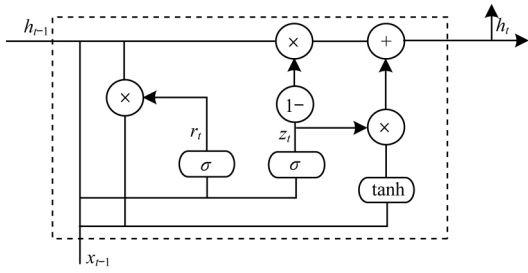 h_{t-1}
h_t
×
+
×
1−
r_t
z_t
×
σ
σ
tanh
x_{t-1}